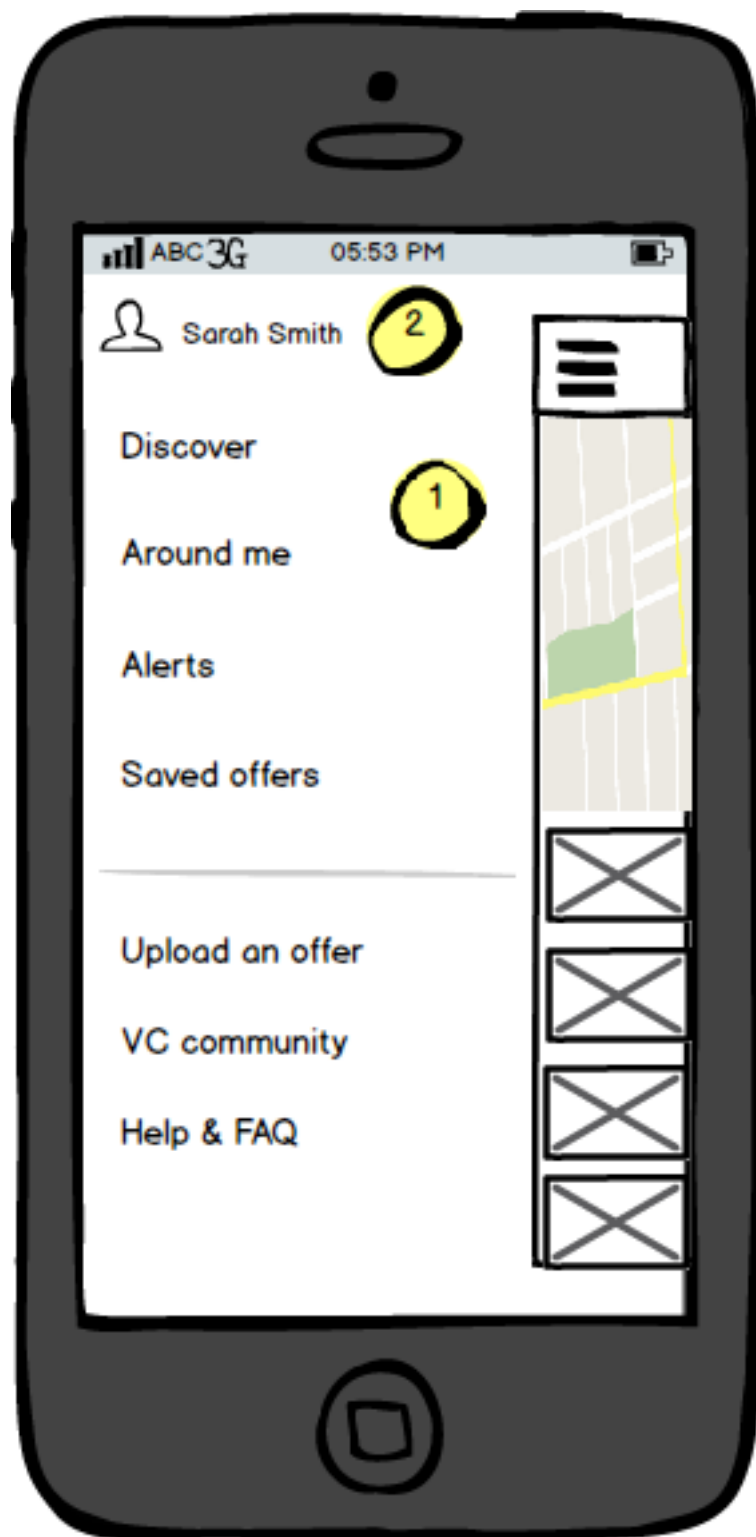 ABC 3G 05:53 PM
Sarah Smith 2
Discover
1
Around me
Alerts
Saved offers
Upload an offer
VC community
Help & FAQ